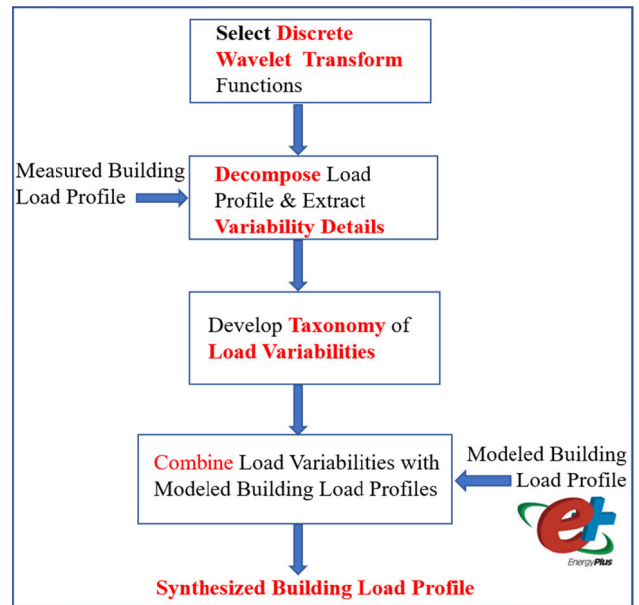 Select Discrete
Wavelet Transform
Functions
Measured Building
Load Profile
Decompose Load
Profile & Extract
Variability Details
Develop Taxonomy of
Load Variabilities
Combine Load Variabilities with
Modeled Building Load Profiles
Modeled Building
Load Profile
e+
EnergyPlus
Synthesized Building Load Profile